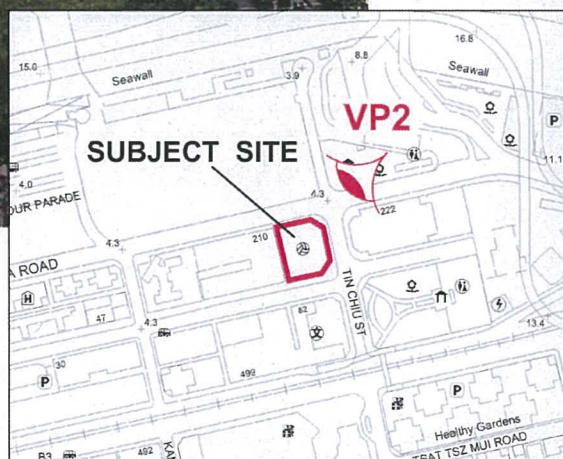 16.8
8.8
15.0
Seawall
Seawall
3.9
VP2
P
SUBJECT SITE
11.1
4.0
4.3
222
OUR PARADE
210
4.3
A ROAD
TIN CHIU ST
H
47
82
4.3
13.4
30
499
P
P
Healthy Gardens
492
TSAT TSZ MUI ROAD
B3
KAM